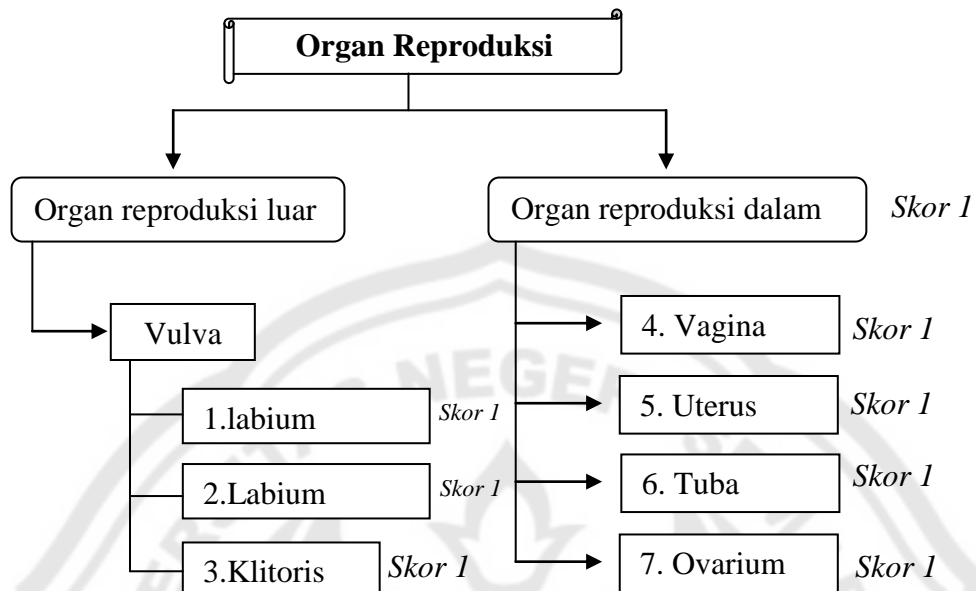 Organ Reproduksi
Organ reproduksi luar
Organ reproduksi dalam Skor 1
Vulva
1.labium Skor 1
2.Labium Skor 1
3.Klitoris Skor 1
4. Vagina Skor 1
5. Uterus Skor 1
6. Tuba Skor 1
7. Ovarium Skor 1
NEGER